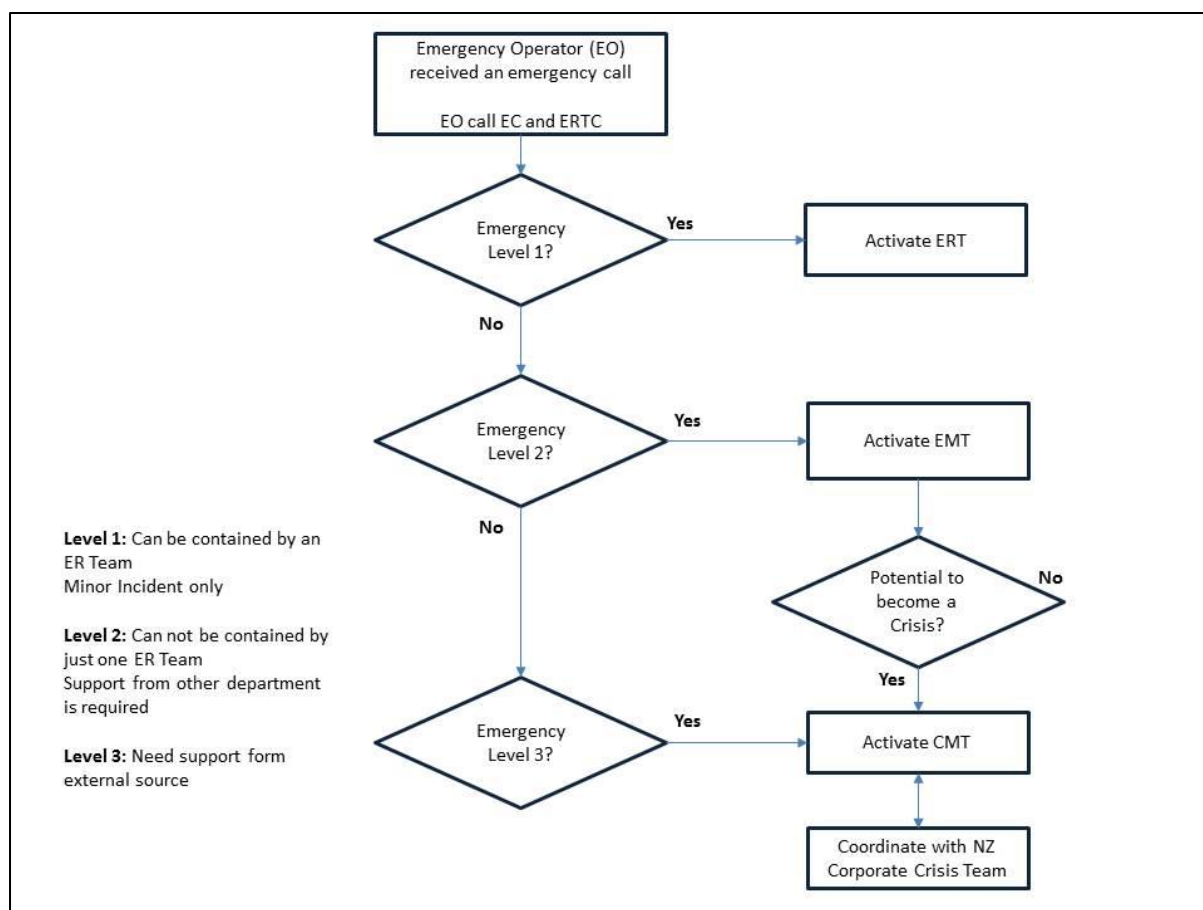 Emergency Operator (EO)
received an emergency call
EO call EC and ERTC
Emergency
Level 1?
Yes
Activate ERT
No
Emergency
Level 2?
Yes
Activate EMT
No
Potential to
become a
Crisis?
No
Yes
Level 1: Can be contained by an
ER Team
Minor Incident only
Level 2: Can not be contained by
just one ER Team
Support from other department
is required
Level 3: Need support form
external source
Emergency
Level 3?
Yes
Activate CMT
Coordinate with NZ
Corporate Crisis Team